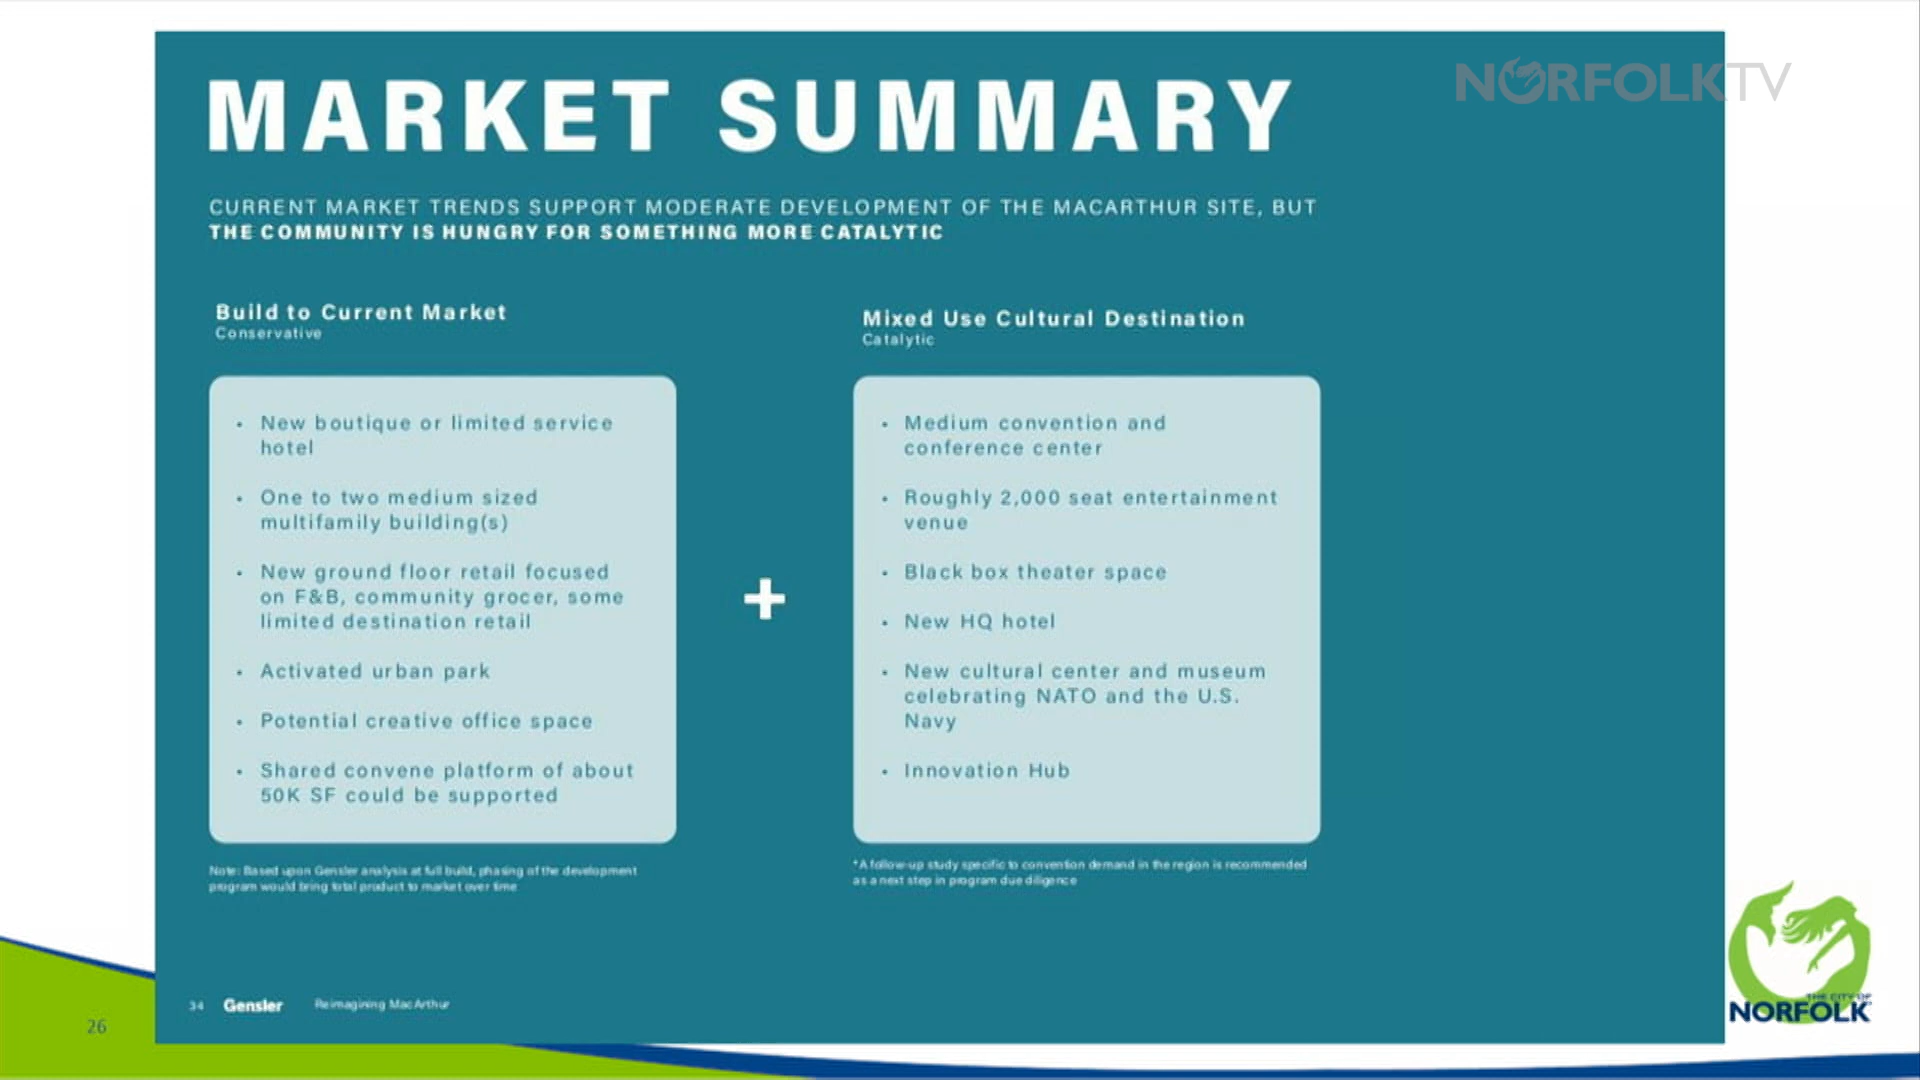 NORFOLKTV
MARKET SUMMARY
CURRENT MARKET TRENDS SUPPORT MODERATE DEVELOPMENT OF THE MACARTHUR SITE, BUT
THE COMMUNITY IS HUNGRY FOR SOMETHING MORE CATALYTIC
Build to Current Market
Conservative
• New boutique or limited service
hotel
• One to two medium sized
multifamily building(s)
• New ground floor retail focused
on F&B, community grocer, some
limited destination retail
• Activated urban park
• Potential creative office space
• Shared convene platform of about
50K SF could be supported
Note: Based upon Gensler analysis at full build, phasing of the development
program would bring total product to market over time
+
Mixed Use Cultural Destination
Catalytic
• Medium convention and
conference center
• Roughly 2,000 seat entertainment
venue
• Black box theater space
• New HQ hotel
• New cultural center and museum
celebrating NATO and the U.S.
Navy
• Innovation Hub
*A follow-up study specific to convention demand in the region is recommended
as a next step in program due diligence
34 Gensler Reimagining MacArthur
26
THE CITY OF
NORFOLK